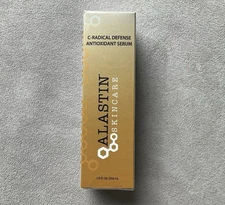 C-RADICAL DEFENSE
ANTIOXIDANT SERUM
ALASTIN
SKINCARE